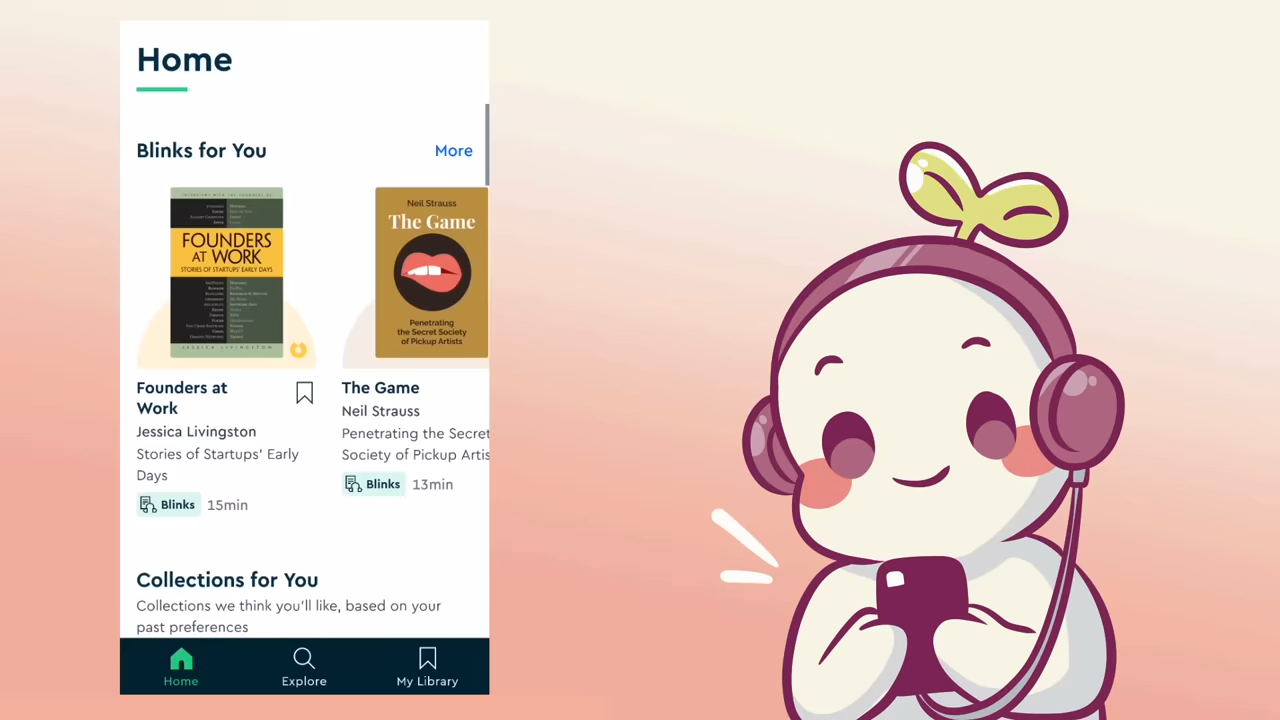 Home
Blinks for You
More
FOUNDERS
AT WORK
STORIES OF STARTUPS' EARLY DAYS
JESSICA LIVINGSTON
Neil Strauss
The Game
Penetrating
the Secret Society
of Pickup Artists
Founders at
Work
Jessica Livingston
Stories of Startups' Early
Days
Blinks
15min
The Game
Neil Strauss
Penetrating the Secret
Society of Pickup Artis
Blinks
13min
Collections for You
Collections we think you'll like, based on your
past preferences
Home
Explore
My Library